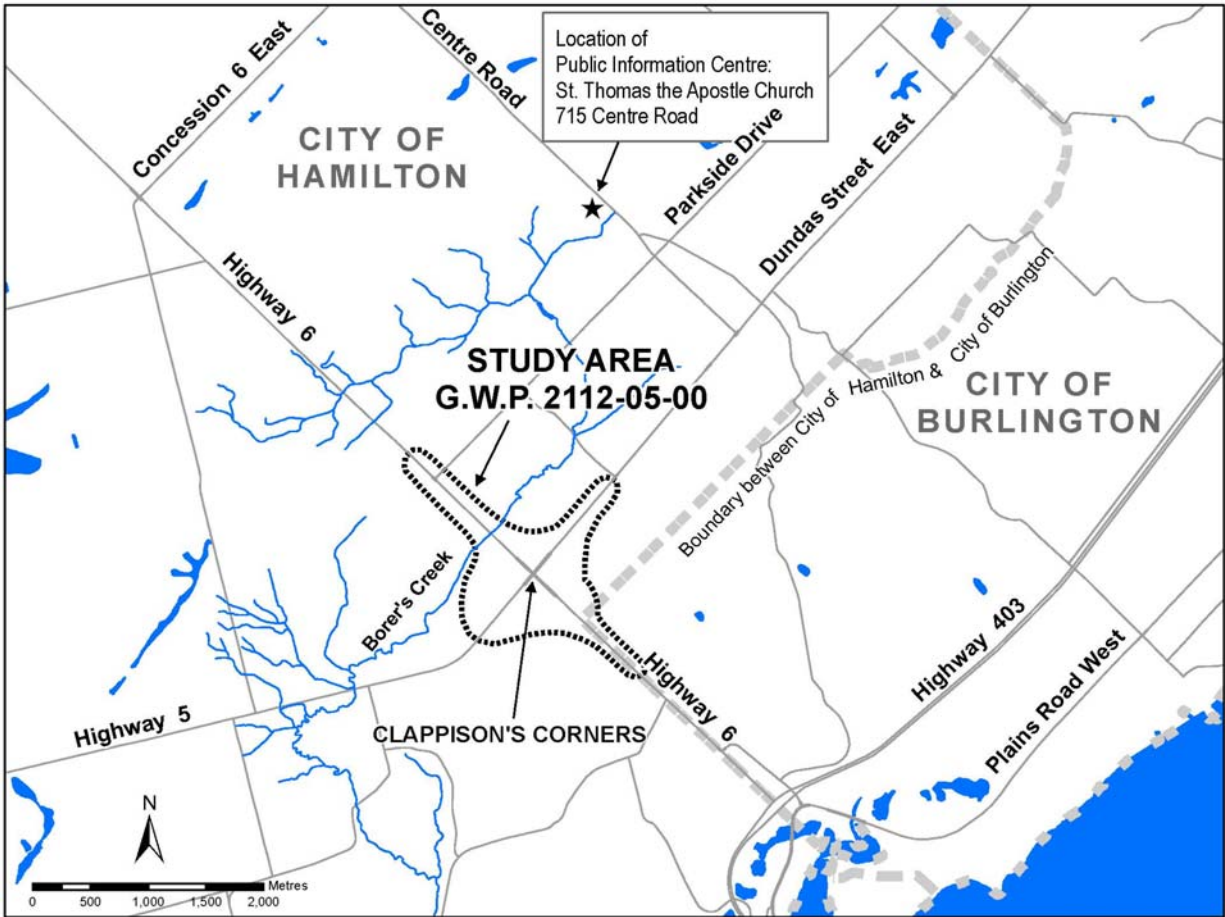 Concession 6 East
Centre Road
Location of
Public Information Centre:
St. Thomas the Apostle Church
715 Centre Road
CITY OF
HAMILTON
Parkside Drive
Dundas Street East
Highway 6
STUDY AREA
G.W.P. 2112-05-00
Boundary between City of Hamilton & City of Burlington
CITY OF
BURLINGTON
Borer's Creek
Highway 403
Plains Road West
Highway 6
Highway 5
CLAPPISON'S CORNERS
N
Metres
0 500 1,000 1,500 2,000